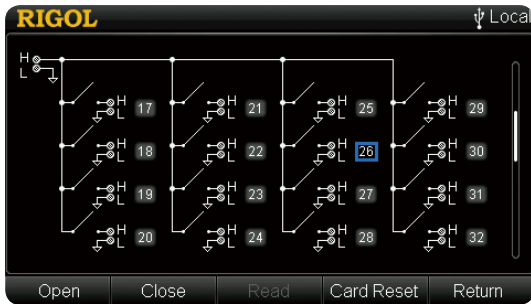 RIGOL Local
H
L
H 17 H 21 H 25 H 29
L L L L
H 18 H 22 H 26 H 30
L L L L
H 19 H 23 H 27 H 31
L L L L
H 20 H 24 H 28 H 32
L L L L
Open Close Read Card Reset Return